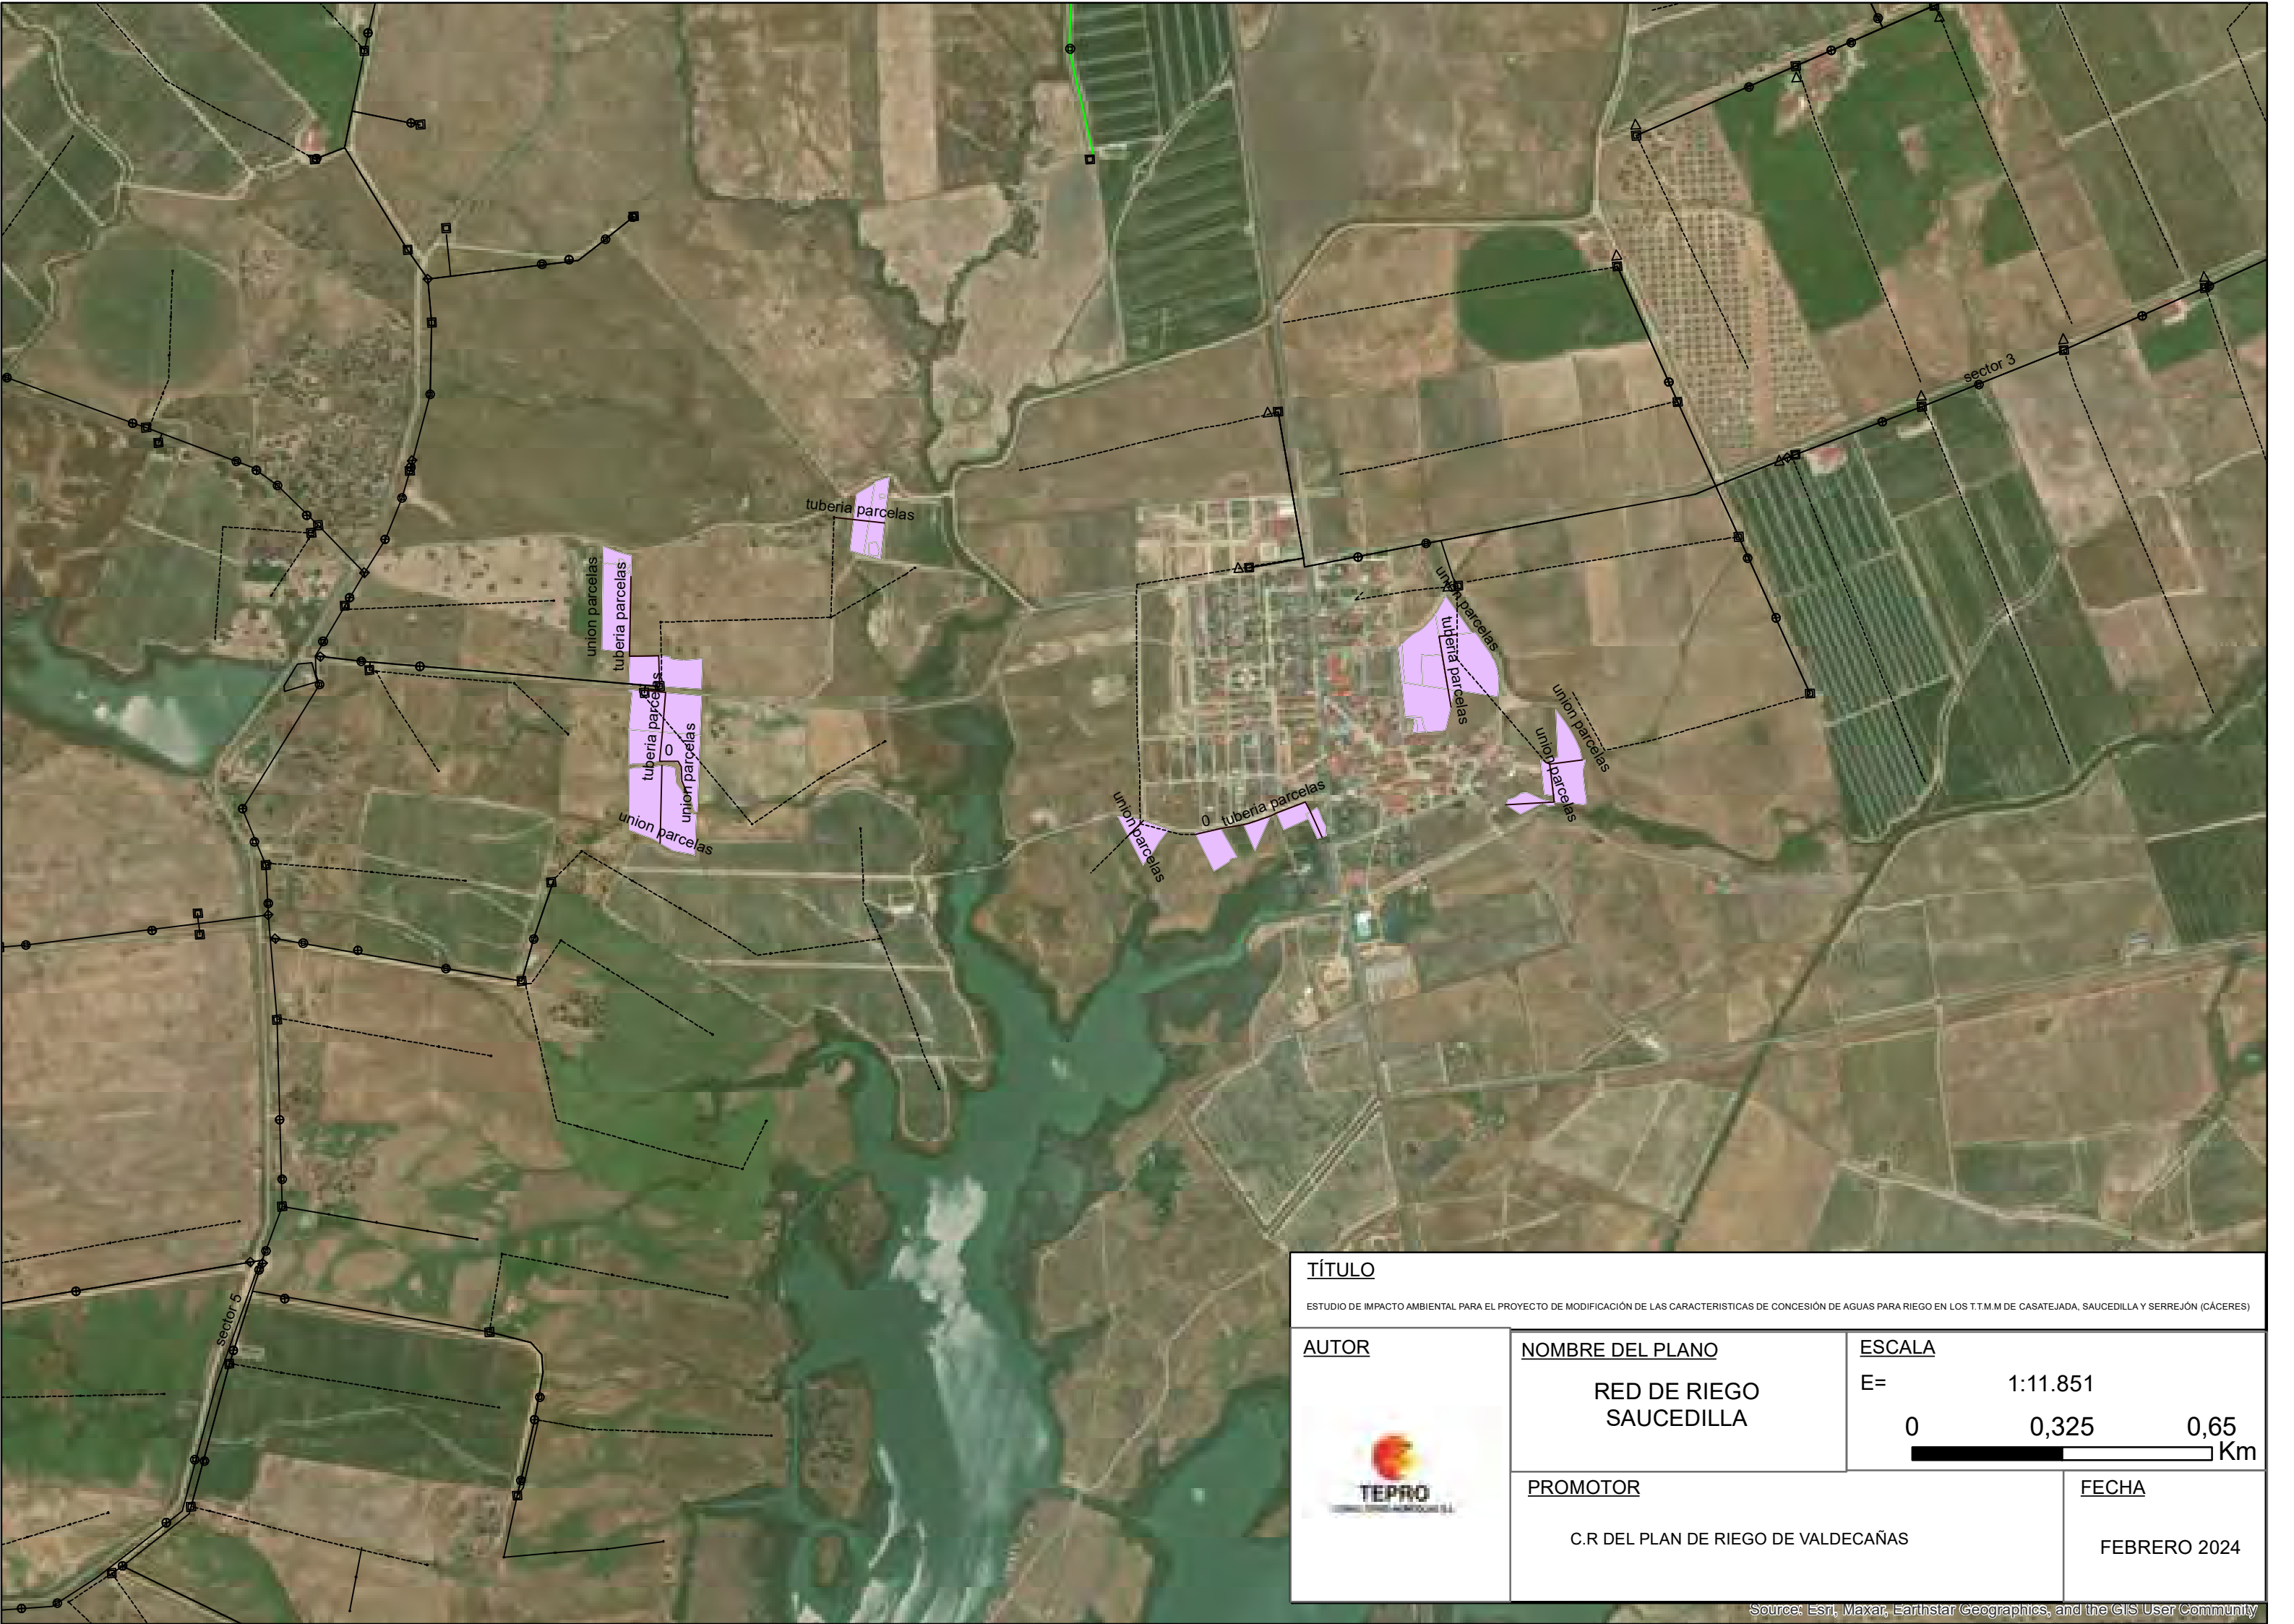 sector 3
tuberia parcelas
union parcelas
tuberia parcelas
union parcelas
tuberia parcelas
tuberia parcelas
0
union parcelas
union parcelas
union parcelas
union parcelas
0 tuberia parcelas
union parcelas
sector 5
TÍTULO
ESTUDIO DE IMPACTO AMBIENTAL PARA EL PROYECTO DE MODIFICACIÓN DE LAS CARACTERISTICAS DE CONCESIÓN DE AGUAS PARA RIEGO EN LOS T.T.M.M DE CASATEJADA, SAUCEDILLA Y SERREJÓN (CÁCERES)
AUTOR
TEPRO
NOMBRE DEL PLANO
RED DE RIEGO
SAUCEDILLA
ESCALA
E= 1:11.851
0 0,325 0,65
Km
PROMOTOR
C.R DEL PLAN DE RIEGO DE VALDECAÑAS
FECHA
FEBRERO 2024
Source: Esri, Maxar, Earthstar Geographics, and the GIS User Community